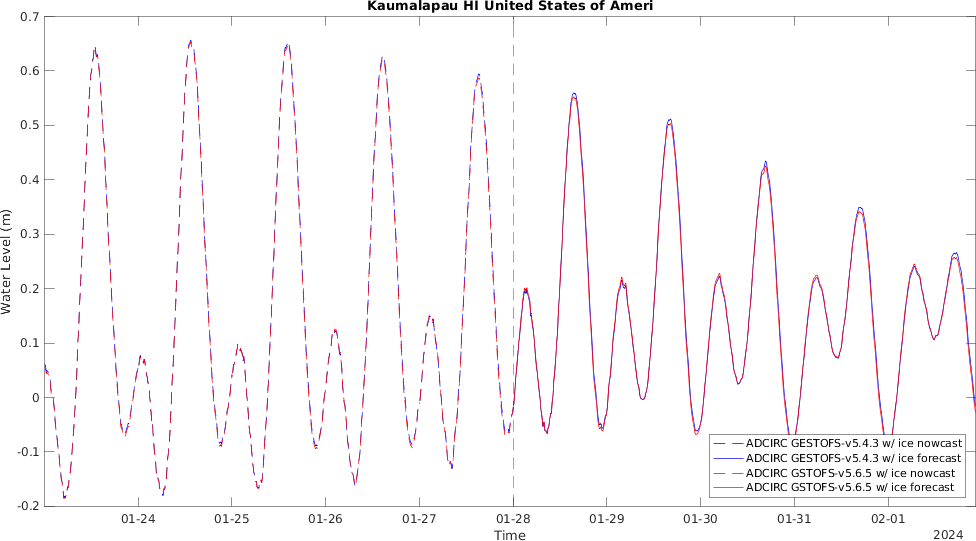 Kaumalapau HI United States of Ameri
0.7
0.6
0.5
0.4
0.3
0.2
0.1
0
-0.1
-0.2
Water Level (m)
01-24 01-25 01-26 01-27 01-28 01-29 01-30 01-31 02-01
Time
2024
ADCIRC GESTOFS-v5.4.3 w/ ice nowcast
ADCIRC GESTOFS-v5.4.3 w/ ice forecast
ADCIRC GSTOFS-v5.6.5 w/ ice nowcast
ADCIRC GSTOFS-v5.6.5 w/ ice forecast